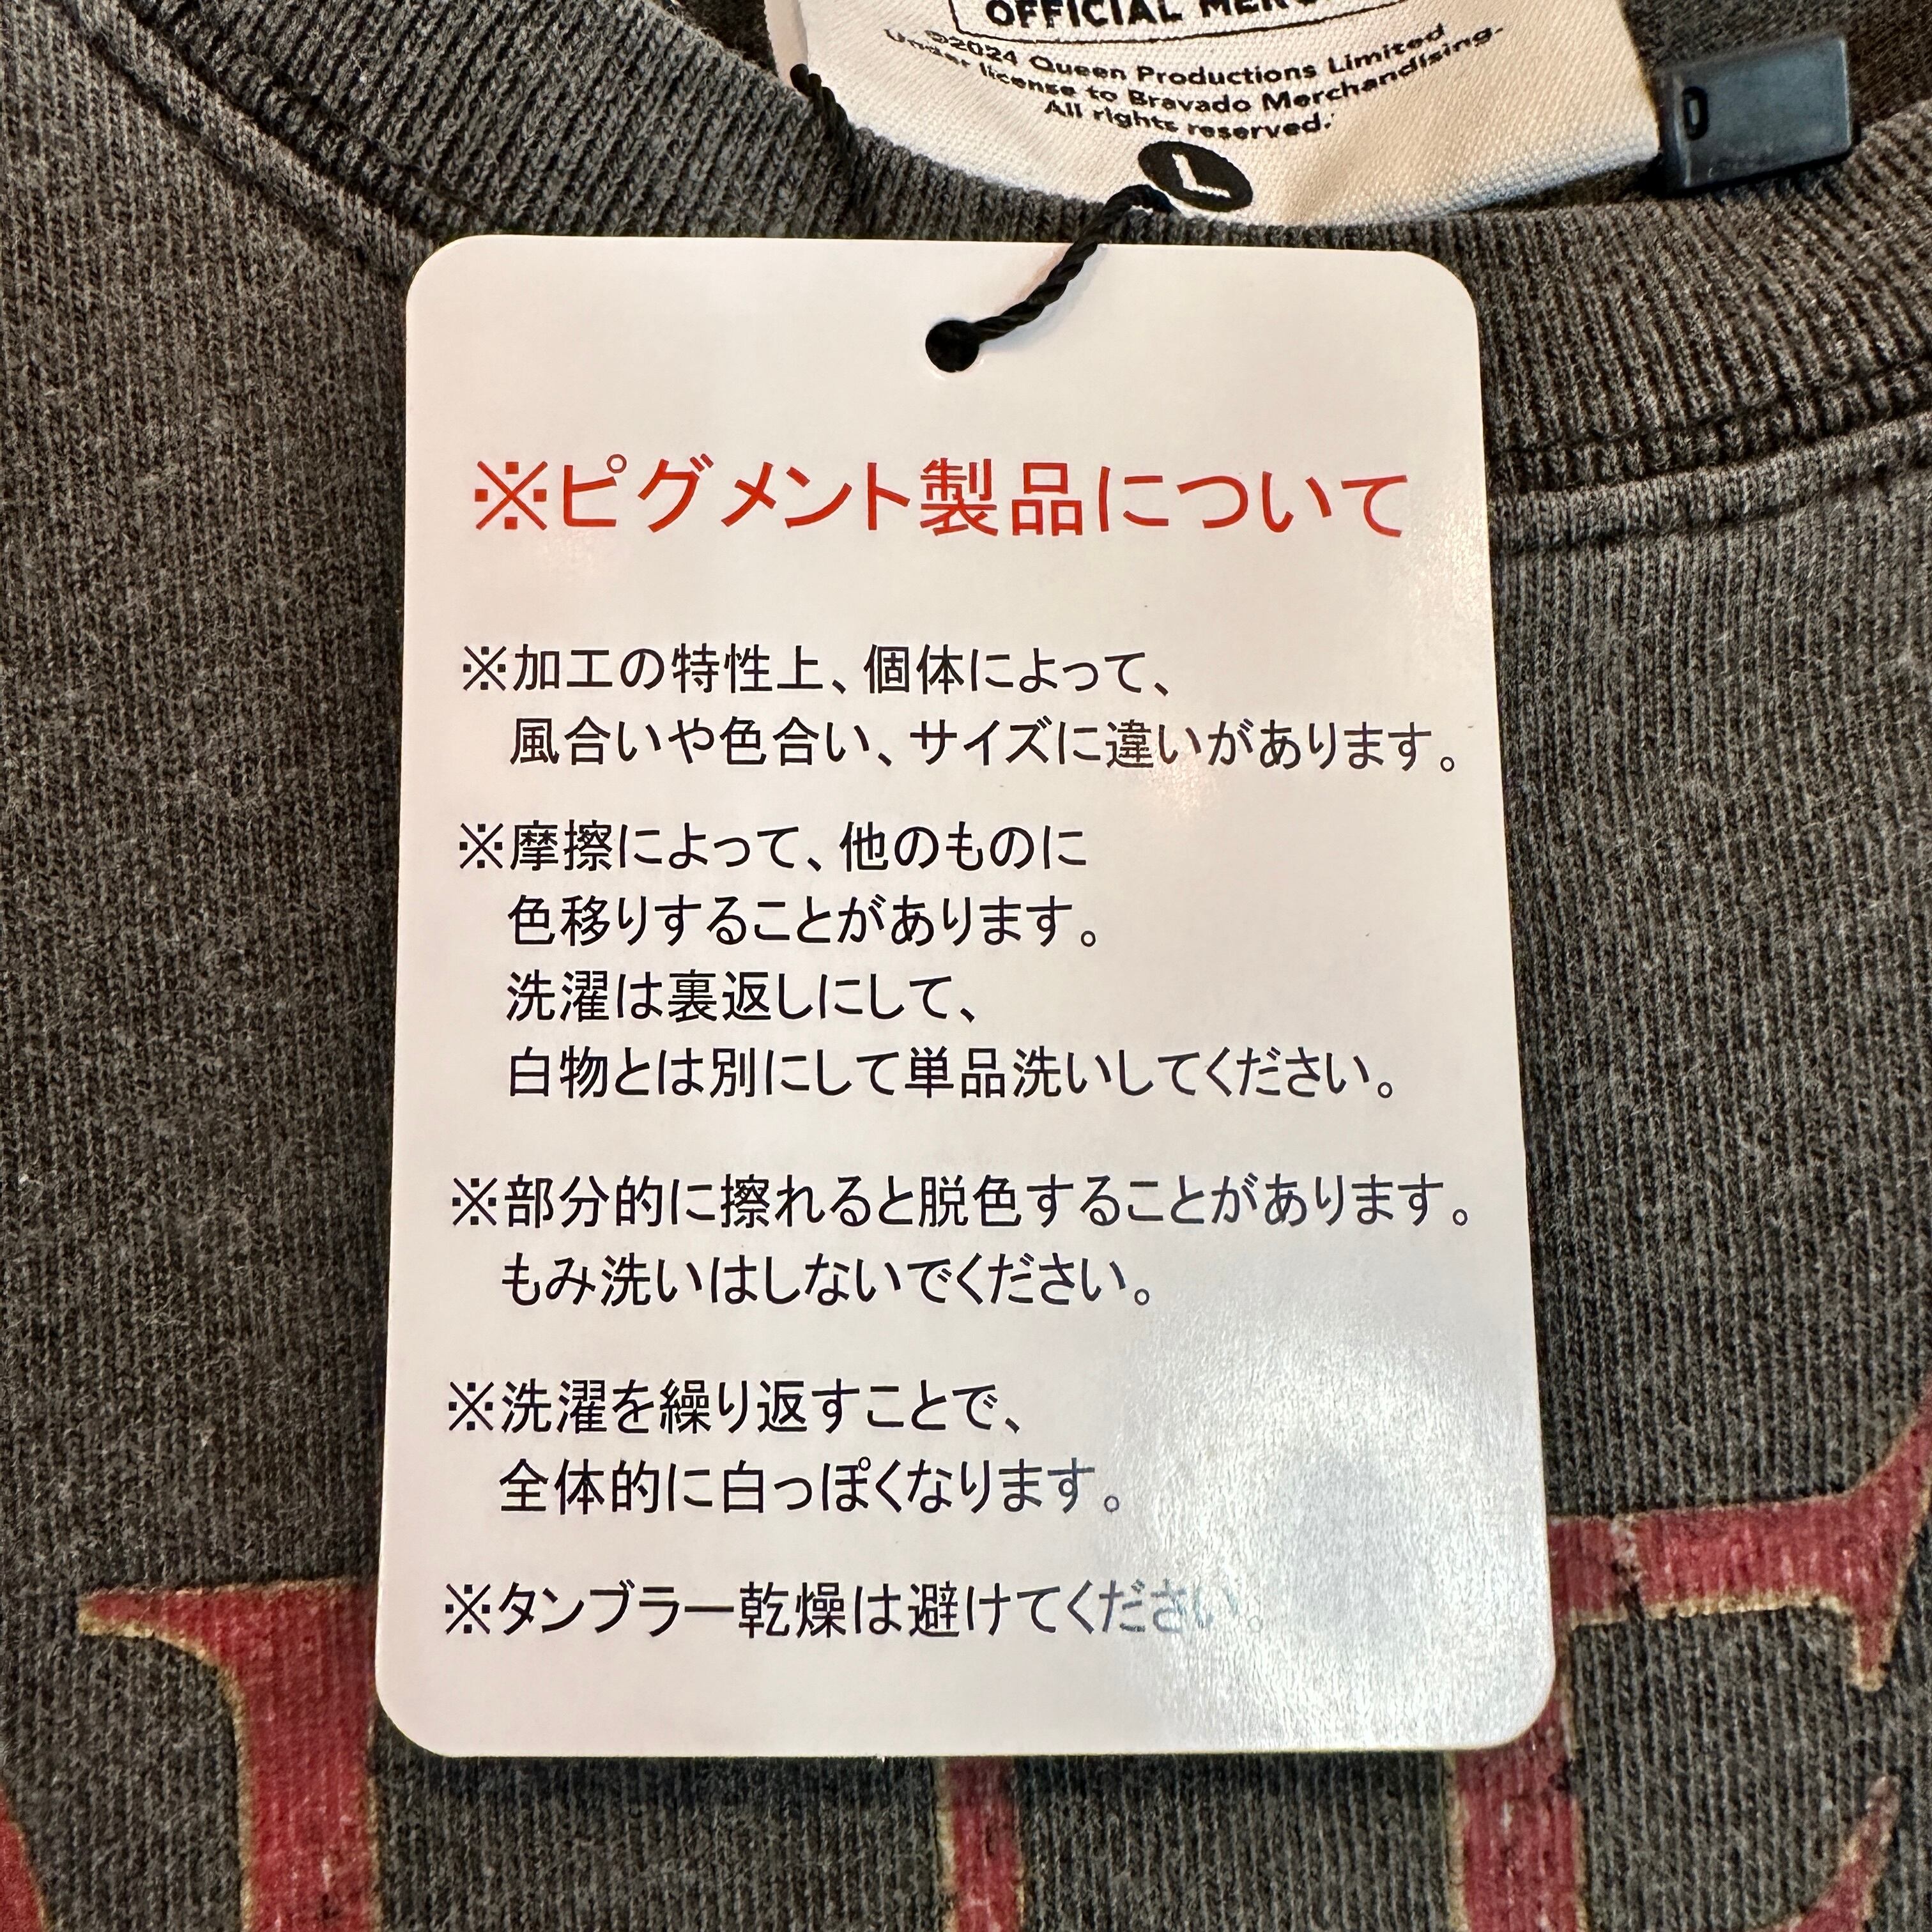 OFFICIAL
©2024 Queen Productions Limited
Under license to Bravado Merchandising.
All rights reserved.
L
※ピグメント製品について
※加工の特性上、個体によって、
風合いや色合い、サイズに違いがあります。
※摩擦によって、他のものに
色移りすることがあります。
洗濯は裏返しにして、
白物とは別にして単品洗いしてください。
※部分的に擦れると脱色することがあります。
もみ洗いはしないでください。
※洗濯を繰り返すことで、
全体的に白っぽくなります。
※タンブラー乾燥は避けてください。